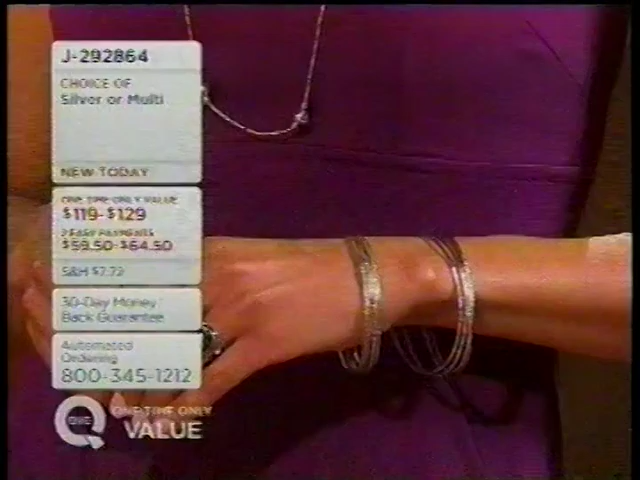 J-292864
CHOICE OF
Silver or Multi
NEW TODAY
ONE TIME ONLY VALUE
$119-$129
2 EASY PAYMENTS
$59.50-$64.50
S&H $7.72
30-Day Money
Back Guarantee
Automated
Ordering
800-345-1212
QVC
ONE TIME ONLY
VALUE